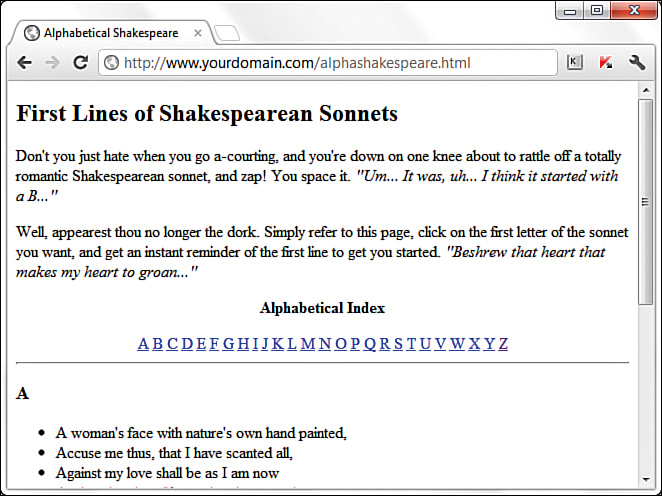 Alphabetical Shakespeare
http://www.yourdomain.com/alphashakespeare.html
First Lines of Shakespearean Sonnets
Don't you just hate when you go a-courting, and you're down on one knee about to rattle off a totally
romantic Shakespearean sonnet, and zap! You space it. "Um... It was, uh... I think it started with
a B..."
Well, appearest thou no longer the dork. Simply refer to this page, click on the first letter of the sonnet
you want, and get an instant reminder of the first line to get you started. "Beshrew that heart that
makes my heart to groan..."
Alphabetical Index
A B C D E F G H I J K L M N O P Q R S T U V W X Y Z
A
• A woman's face with nature's own hand painted,
• Accuse me thus, that I have scanted all,
• Against my love shall be as I am now